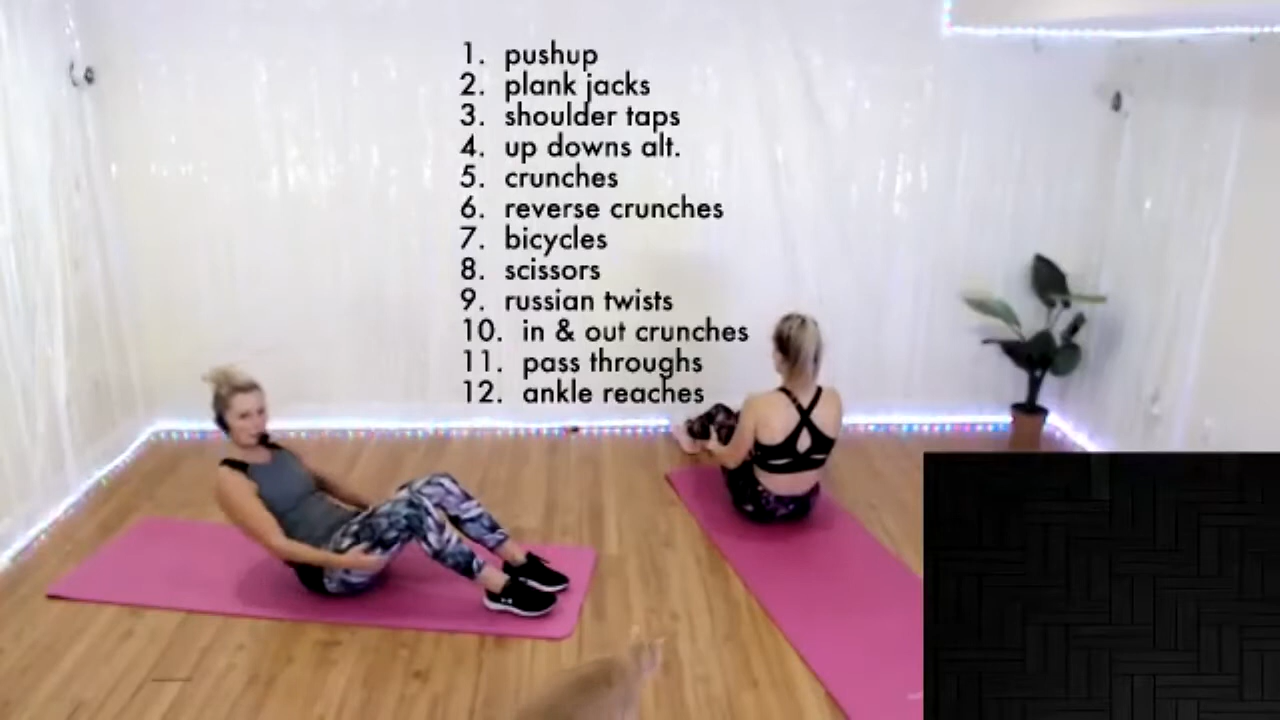 1. pushup
2. plank jacks
3. shoulder taps
4. up downs alt.
5. crunches
6. reverse crunches
7. bicycles
8. scissors
9. russian twists
10. in & out crunches
11. pass throughs
12. ankle reaches